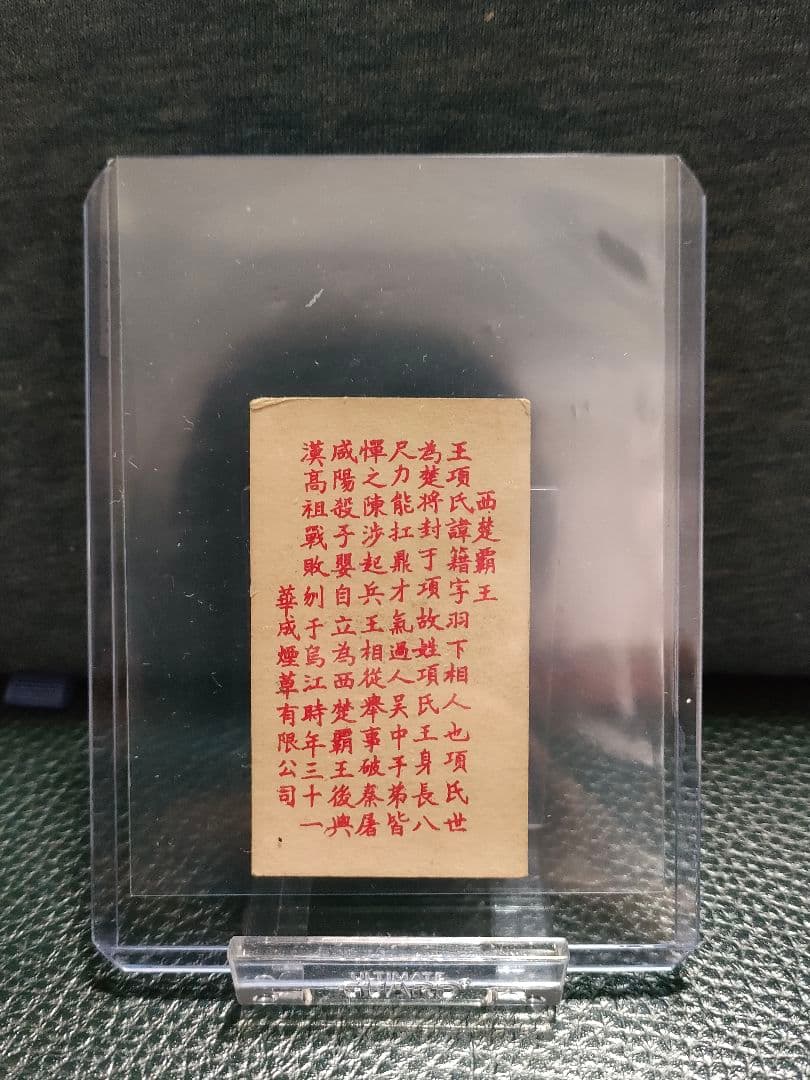 西楚霸王
王項氏諱籍字羽下相人也項氏世
為楚將封于項故姓項氏王身長八
尺力能扛鼎才氣過人吴中子弟皆
憚之陳涉起兵王相從舉事破秦屠
咸陽殺子嬰自立為西楚霸王後與
漢高祖戰敗刎于烏江時年三十一
華成煙草有限公司
ULTIMATE
GUARD